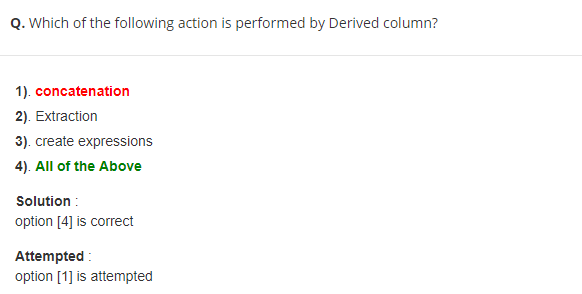 Q. Which of the following action is performed by Derived column?
1). concatenation
2). Extraction
3). create expressions
4). All of the Above
Solution :
option [4] is correct
Attempted :
option [1] is attempted